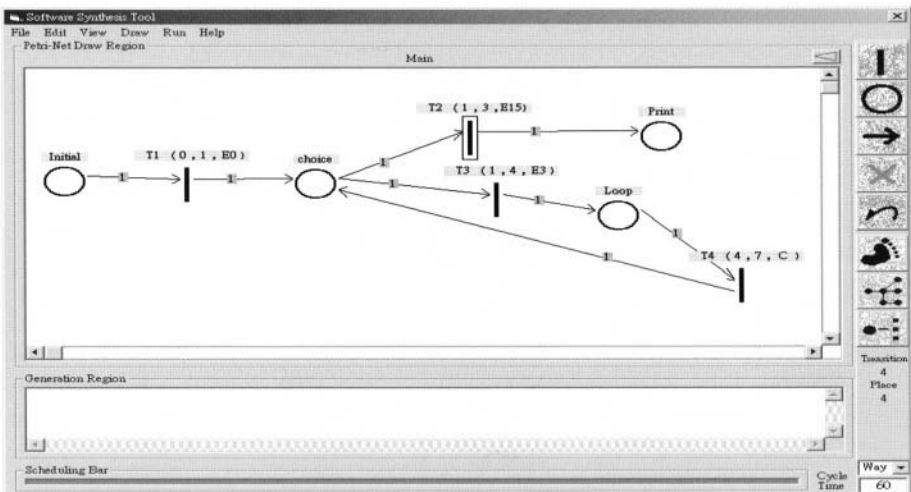 Software Synthesis Tool
File Edit View Draw Run Help
Petri-Net Draw Region
Main
T2 (1,3,E15)
Print
1
Initial
T1 (0,1,E0)
choice
1
1
1
T3 (1,4,E3)
1
1
Loop
1
T4 (4,7,C )
1
Transition
4
Place
4
Generation Region
Scheduling Bar
Cycle Time
Way
60